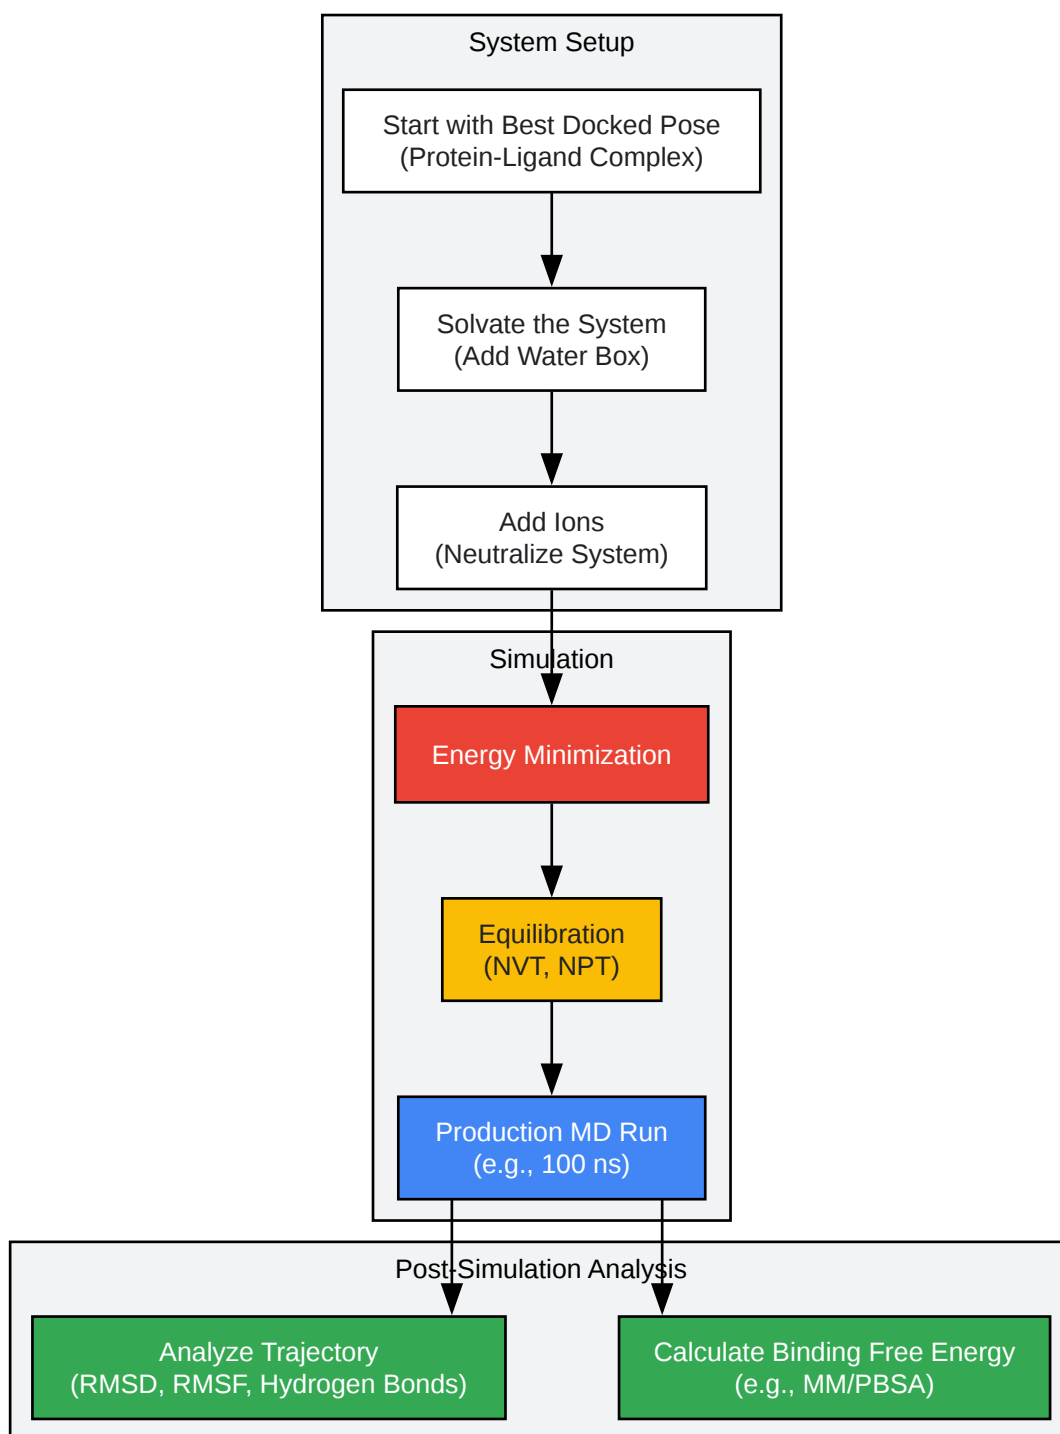 System Setup
Start with Best Docked Pose
(Protein-Ligand Complex)
Solvate the System
(Add Water Box)
Add Ions
(Neutralize System)
Simulation
Energy Minimization
Equilibration
(NVT, NPT)
Production MD Run
(e.g., 100 ns)
Post-Simulation Analysis
Analyze Trajectory
(RMSD, RMSF, Hydrogen Bonds)
Calculate Binding Free Energy
(e.g., MM/PBSA)